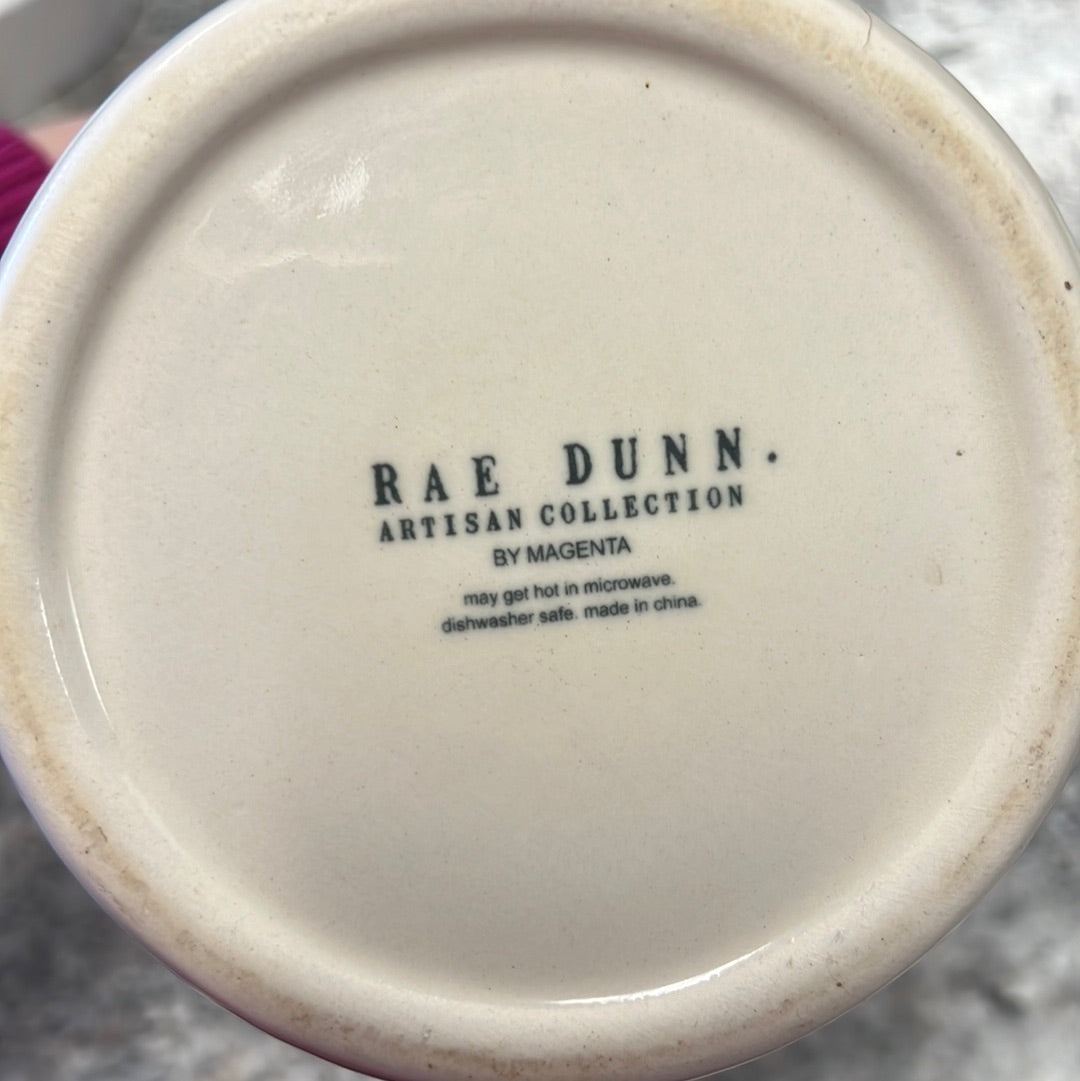 RAE DUNN.
ARTISAN COLLECTION
BY MAGENTA
may get hot in microwave.
dishwasher safe. made in china.